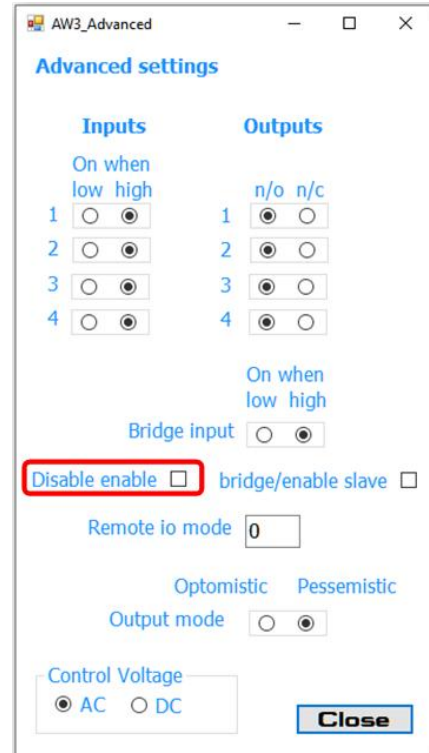 AW3_Advanced
Advanced settings
Inputs Outputs
On when
low high n/o n/c
1 1
2 2
3 3
4 4
On when
low high
Bridge input
Disable enable bridge/enable slave
Remote io mode 0
Optomistic Pessemistic
Output mode
Control Voltage
AC DC
Close